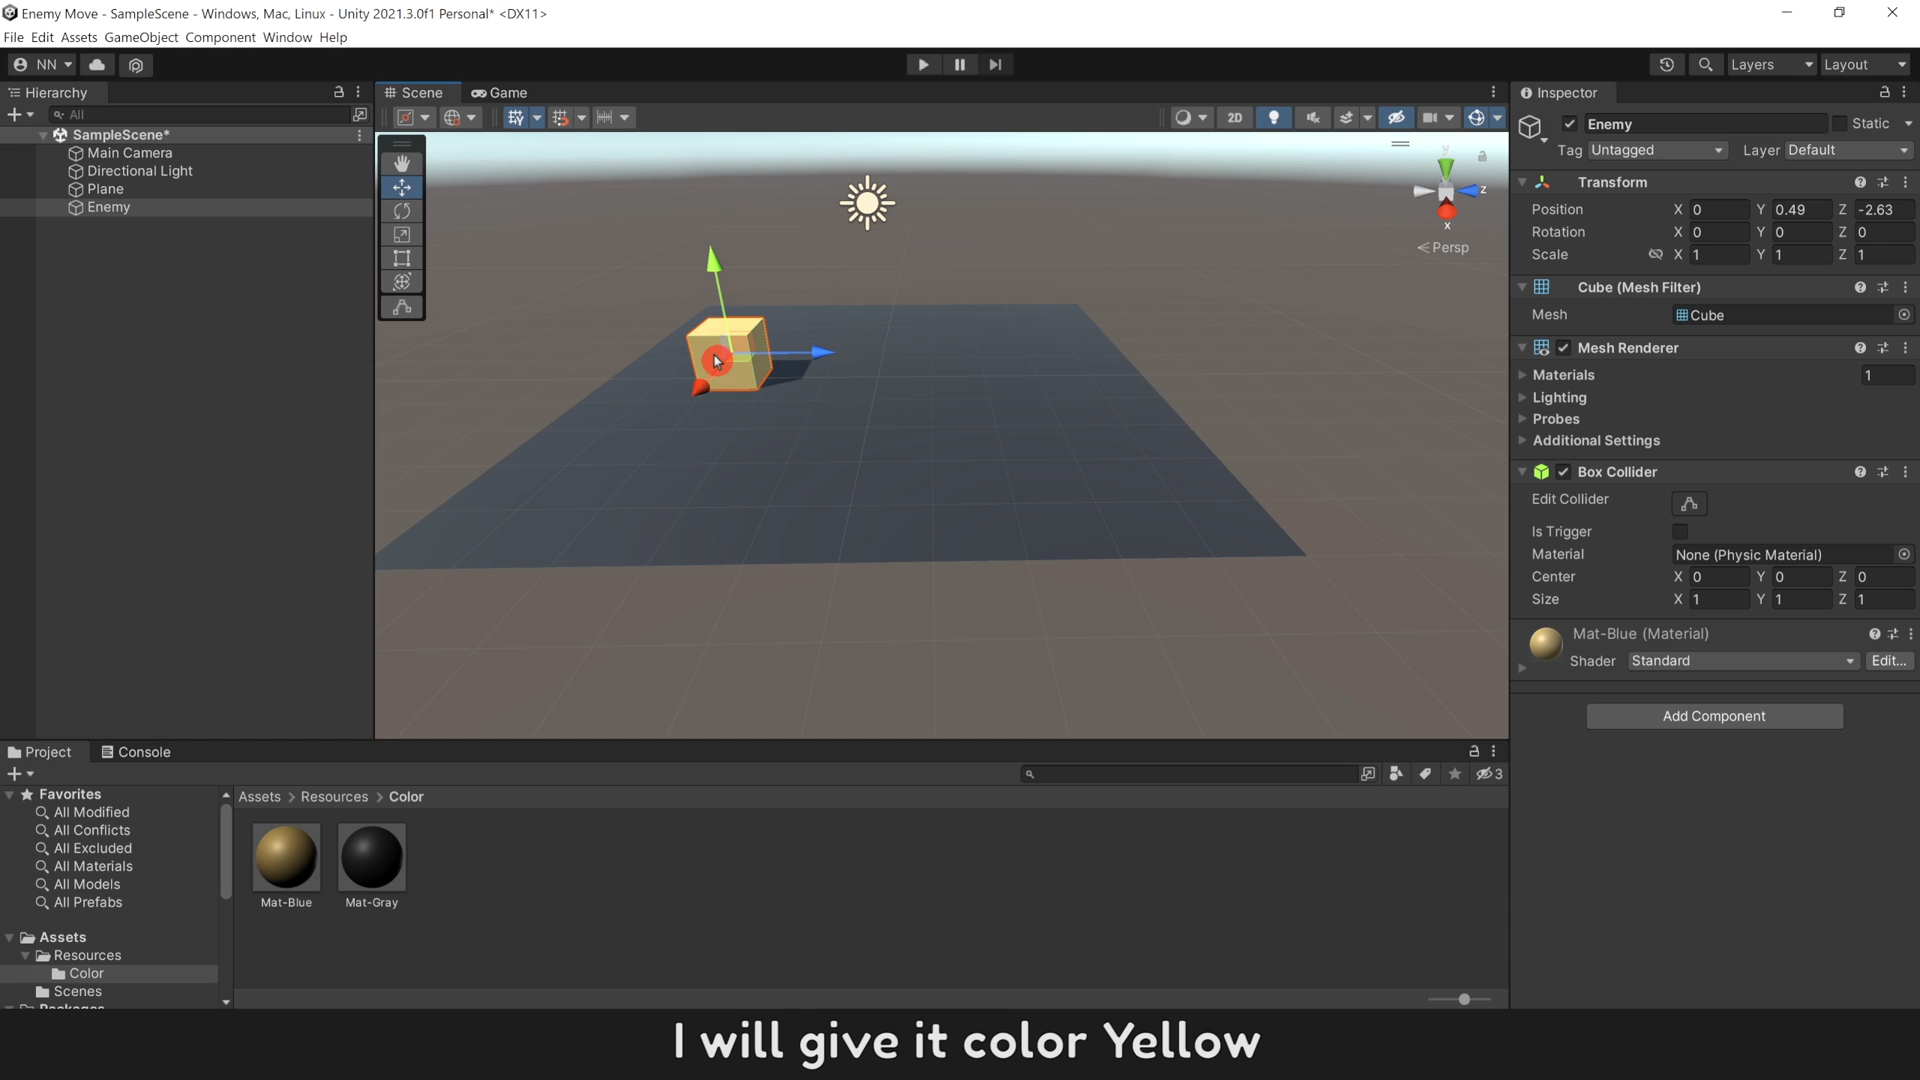 Enemy Move - SampleScene - Windows, Mac, Linux - Unity 2021.3.0f1 Personal* <DX11>
File Edit Assets GameObject Component Window Help
NN Layers Layout
Hierarchy
All
SampleScene*
Main Camera
Directional Light
Plane
Enemy
Scene Game
2D
y
z
x
Persp
Inspector
Enemy Static
Tag Untagged Layer Default
Transform
Position X 0 Y 0.49 Z -2.63
Rotation X 0 Y 0 Z 0
Scale X 1 Y 1 Z 1
Cube (Mesh Filter)
Mesh Cube
Mesh Renderer
Materials 1
Lighting
Probes
Additional Settings
Box Collider
Edit Collider
Is Trigger
Material None (Physic Material)
Center X 0 Y 0 Z 0
Size X 1 Y 1 Z 1
Mat-Blue (Material)
Shader Standard Edit...
Add Component
Project Console
3
Favorites
All Modified
All Conflicts
All Excluded
All Materials
All Models
All Prefabs
Assets
Resources
Color
Scenes
Packages
Assets > Resources > Color
Mat-Blue Mat-Gray
I will give it color Yellow